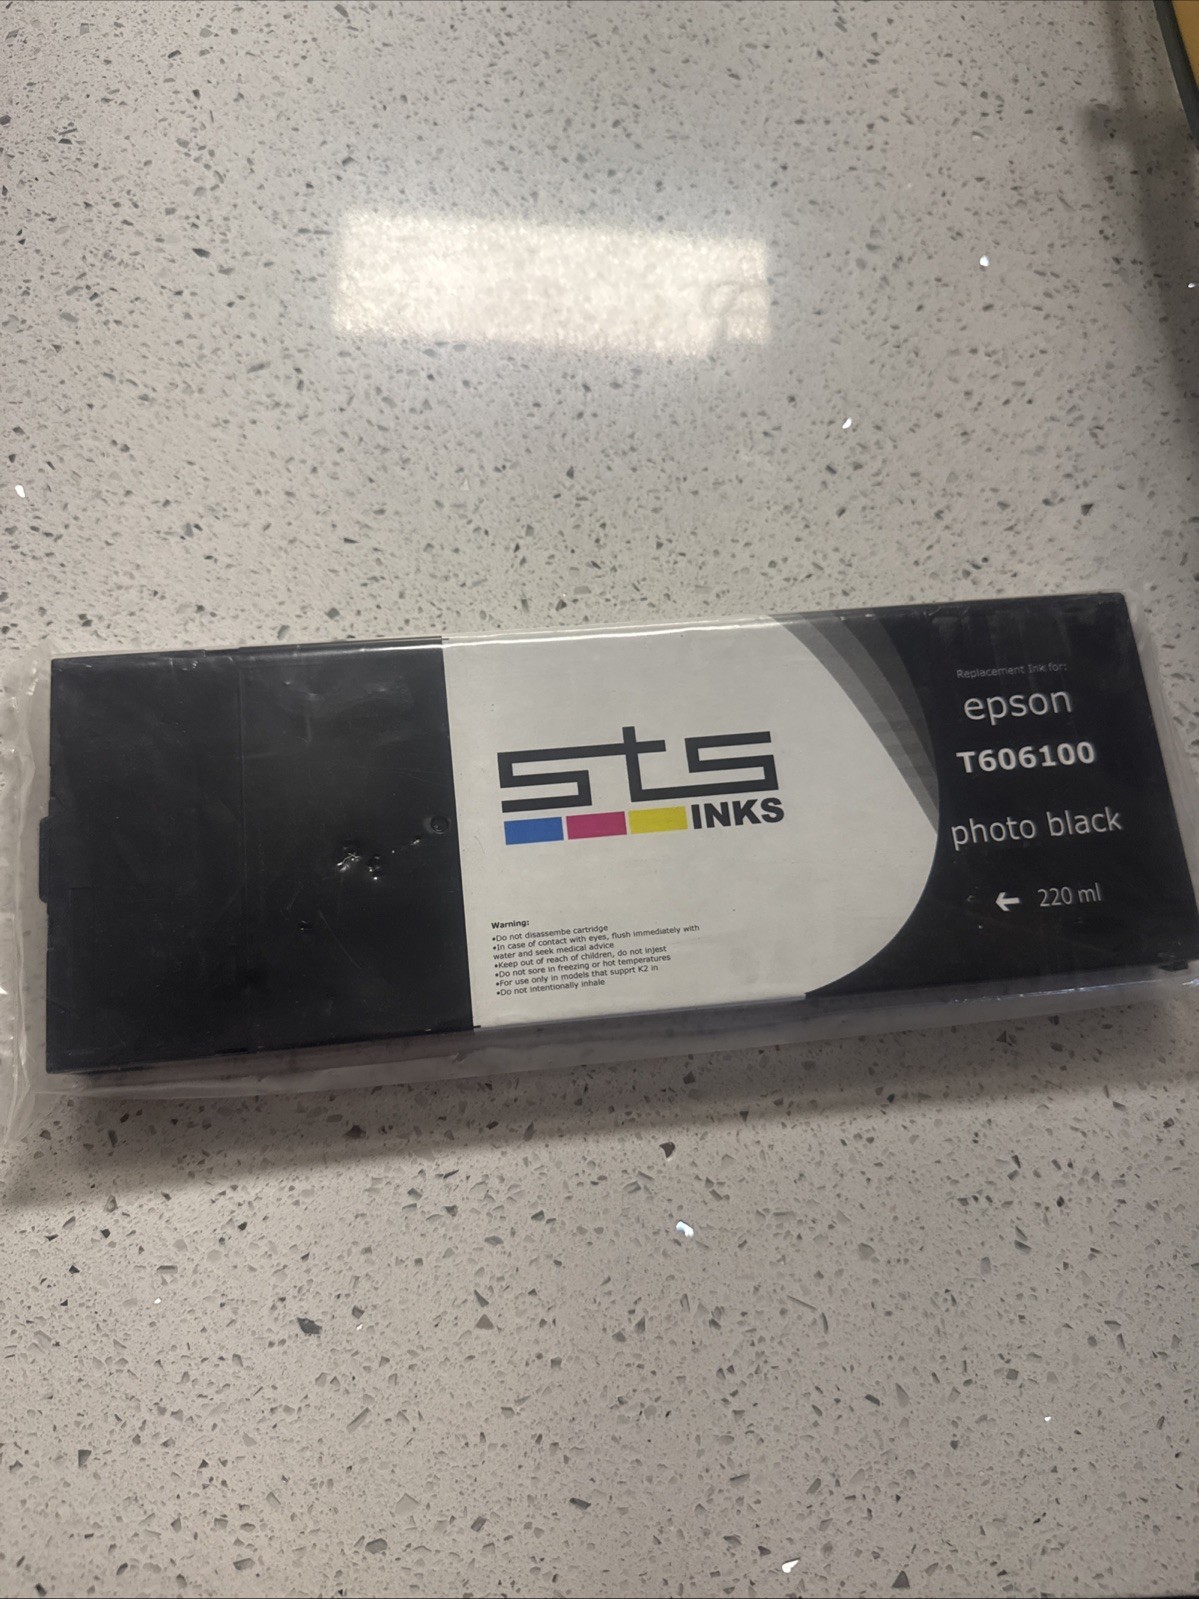 sts
INKS
Warning:
•Do not disassembe cartridge
•In case of contact with eyes, flush immediately with
water and seek medical advice
•Keep out of reach of children, do not injest
•Do not sore in freezing or hot temperatures
•For use only in models that supprt K2 in
•Do not intentionally inhale
Replacement Ink for:
epson
T606100
photo black
← 220 ml